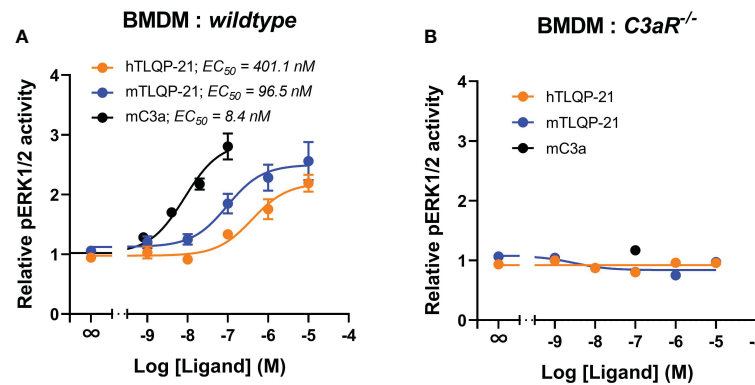 A
BMDM : wildtype
hTLQP-21; EC50 = 401.1 nM
mTLQP-21; EC50 = 96.5 nM
mC3a; EC50 = 8.4 nM
Relative pERK1/2 activity
4
3
2
1
0
∞ -9 -8 -7 -6 -5 -4
Log [Ligand] (M)
B
BMDM : C3aR-/-
hTLQP-21
mTLQP-21
mC3a
Relative pERK1/2 activity
4
3
2
1
0
∞ -9 -8 -7 -6 -5 -
Log [Ligand] (M)